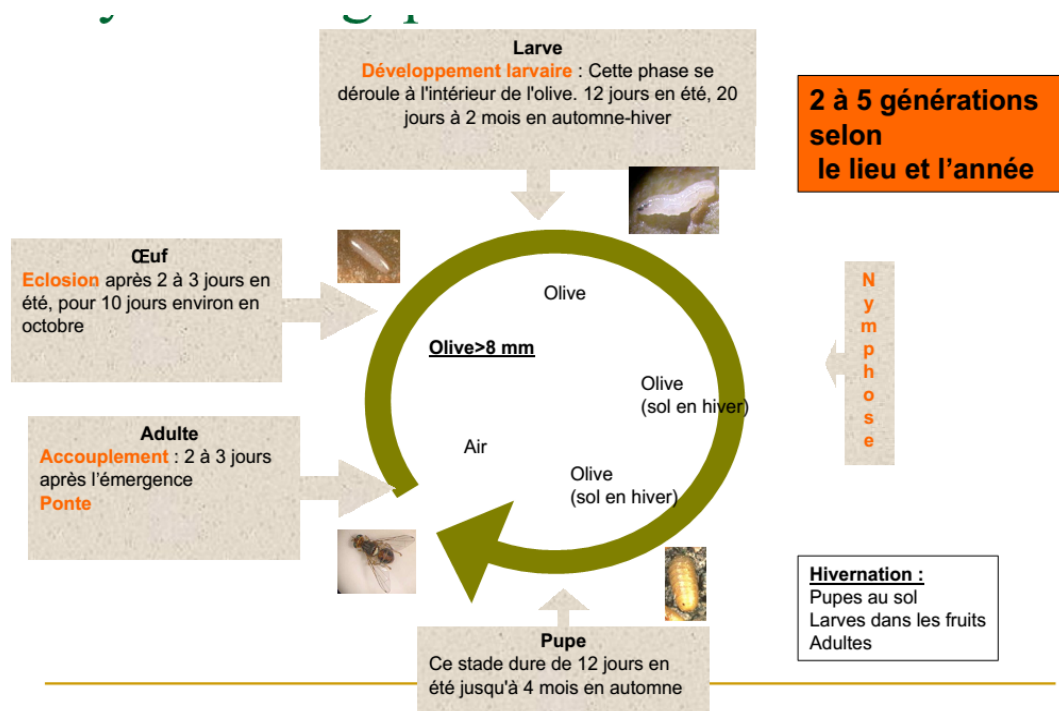 Larve
Développement larvaire : Cette phase se
déroule à l'intérieur de l'olive. 12 jours en été, 20
jours à 2 mois en automne-hiver
2 à 5 générations
selon
le lieu et l'année
Œuf
Eclosion après 2 à 3 jours en
été, pour 10 jours environ en
octobre
Olive
Olive>8 mm
Olive
(sol en hiver)
Air
Olive
(sol en hiver)
N
y
m
p
h
o
s
e
Adulte
Accouplement : 2 à 3 jours
après l'émergence
Ponte
Hivernation :
Pupes au sol
Larves dans les fruits
Adultes
Pupe
Ce stade dure de 12 jours en
été jusqu'à 4 mois en automne